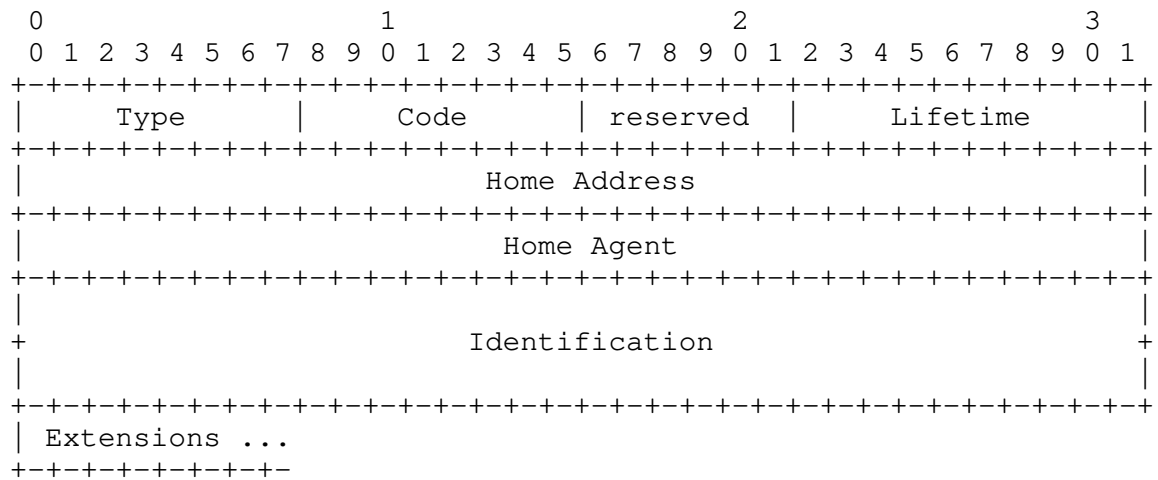 0                   1                   2                   3
 0 1 2 3 4 5 6 7 8 9 0 1 2 3 4 5 6 7 8 9 0 1 2 3 4 5 6 7 8 9 0 1
+-+-+-+-+-+-+-+-+-+-+-+-+-+-+-+-+-+-+-+-+-+-+-+-+-+-+-+-+-+-+-+-+
|     Type      |     Code      | reserved  |     Lifetime      |
+-+-+-+-+-+-+-+-+-+-+-+-+-+-+-+-+-+-+-+-+-+-+-+-+-+-+-+-+-+-+-+-+
|                          Home Address                         |
+-+-+-+-+-+-+-+-+-+-+-+-+-+-+-+-+-+-+-+-+-+-+-+-+-+-+-+-+-+-+-+-+
|                           Home Agent                          |
+-+-+-+-+-+-+-+-+-+-+-+-+-+-+-+-+-+-+-+-+-+-+-+-+-+-+-+-+-+-+-+-+
|                                                               |
+                         Identification                        +
|                                                               |
+-+-+-+-+-+-+-+-+-+-+-+-+-+-+-+-+-+-+-+-+-+-+-+-+-+-+-+-+-+-+-+-+
| Extensions ...
+-+-+-+-+-+-+-+-